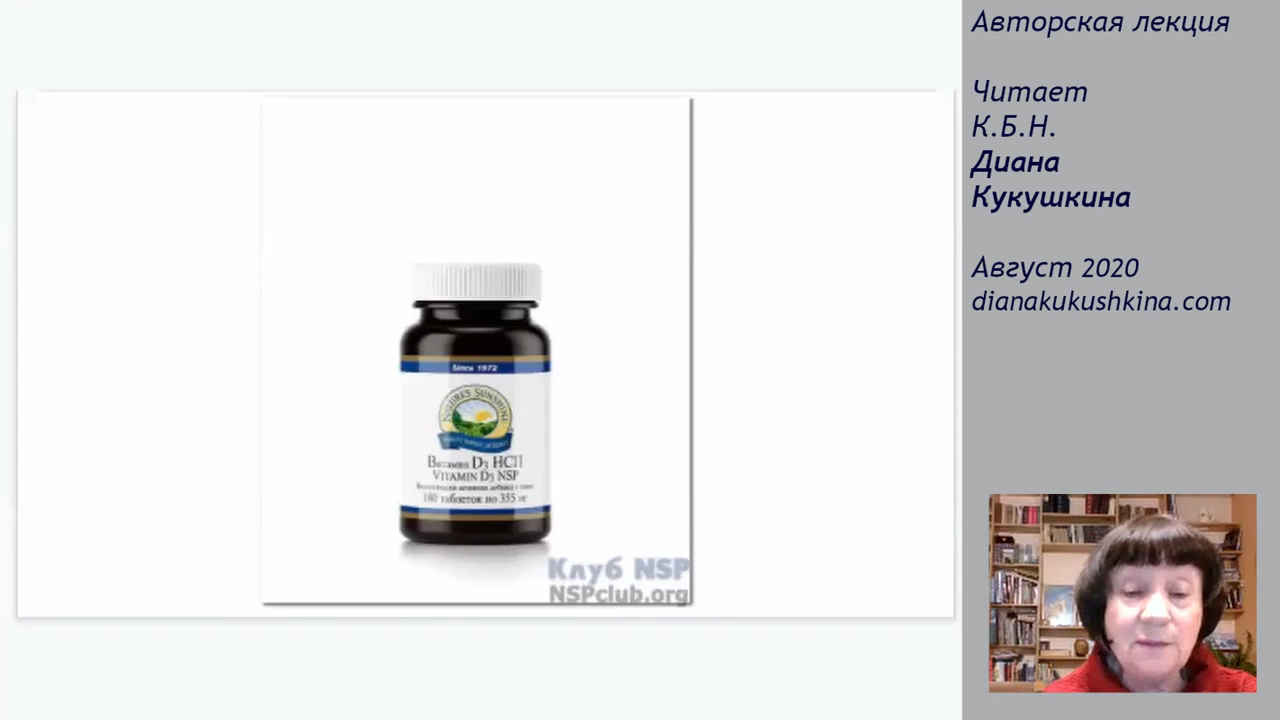 Авторская лекция
Читает
К.Б.Н.
Диана
Кукушкина
Август 2020
dianakukushkina.com
Since 1972
NATURE'S SUNSHINE
Витамин D3 НСП
VITAMIN D3 NSP
180 таблеток по 355 мг
Клуб NSP
NSPclub.org